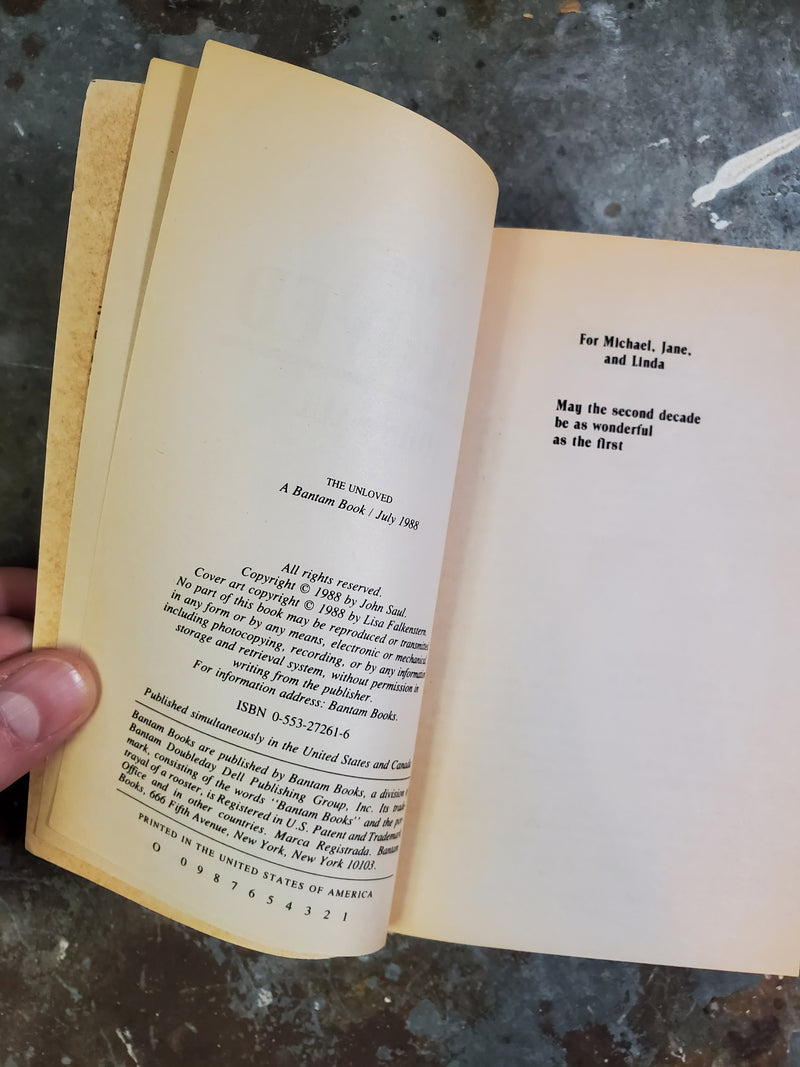 THE UNLOVED
A Bantam Book / July 1988
All rights reserved.
Copyright © 1988 by John Saul.
Cover art copyright © 1988 by Lisa Falkenstern.
No part of this book may be reproduced or transmitted
in any form or by any means, electronic or mechanical
including photocopying, recording, or by any information
storage and retrieval system, without permission in
writing from the publisher.
For information address: Bantam Books.
ISBN 0-553-27261-6
Published simultaneously in the United States and Canada
Bantam Books are published by Bantam Books, a division of
Bantam Doubleday Dell Publishing Group, Inc. Its trade-
mark, consisting of the words "Bantam Books" and the por-
trayal of a rooster, is Registered in U.S. Patent and Trademark
Office and in other countries. Marca Registrada. Bantam
Books, 666 Fifth Avenue, New York, New York 10103.
PRINTED IN THE UNITED STATES OF AMERICA
O 0 9 8 7 6 5 4 3 2 1
For Michael, Jane,
and Linda
May the second decade
be as wonderful
as the first